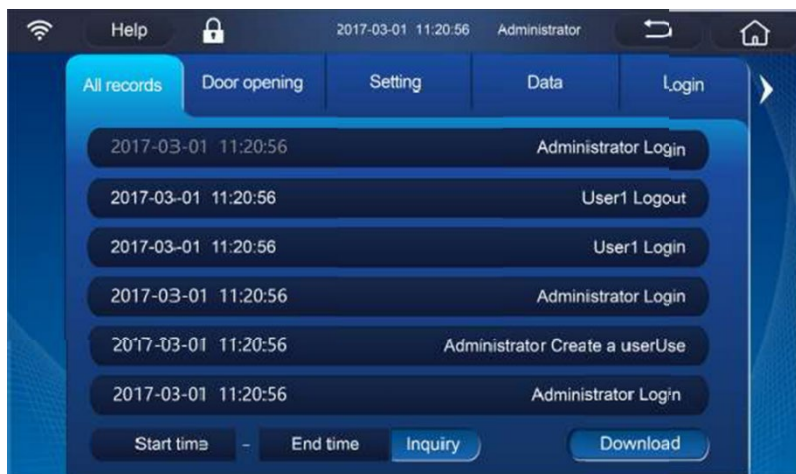 Help 2017-03-01 11:20:56 Administrator
All records Door opening Setting Data Login
2017-03-01 11:20:56 Administrator Login
2017-03-01 11:20:56 User1 Logout
2017-03-01 11:20:56 User1 Login
2017-03-01 11:20:56 Administrator Login
2017-03-01 11:20:56 Administrator Create a userUse
2017-03-01 11:20:56 Administrator Login
Start time - End time Inquiry Download